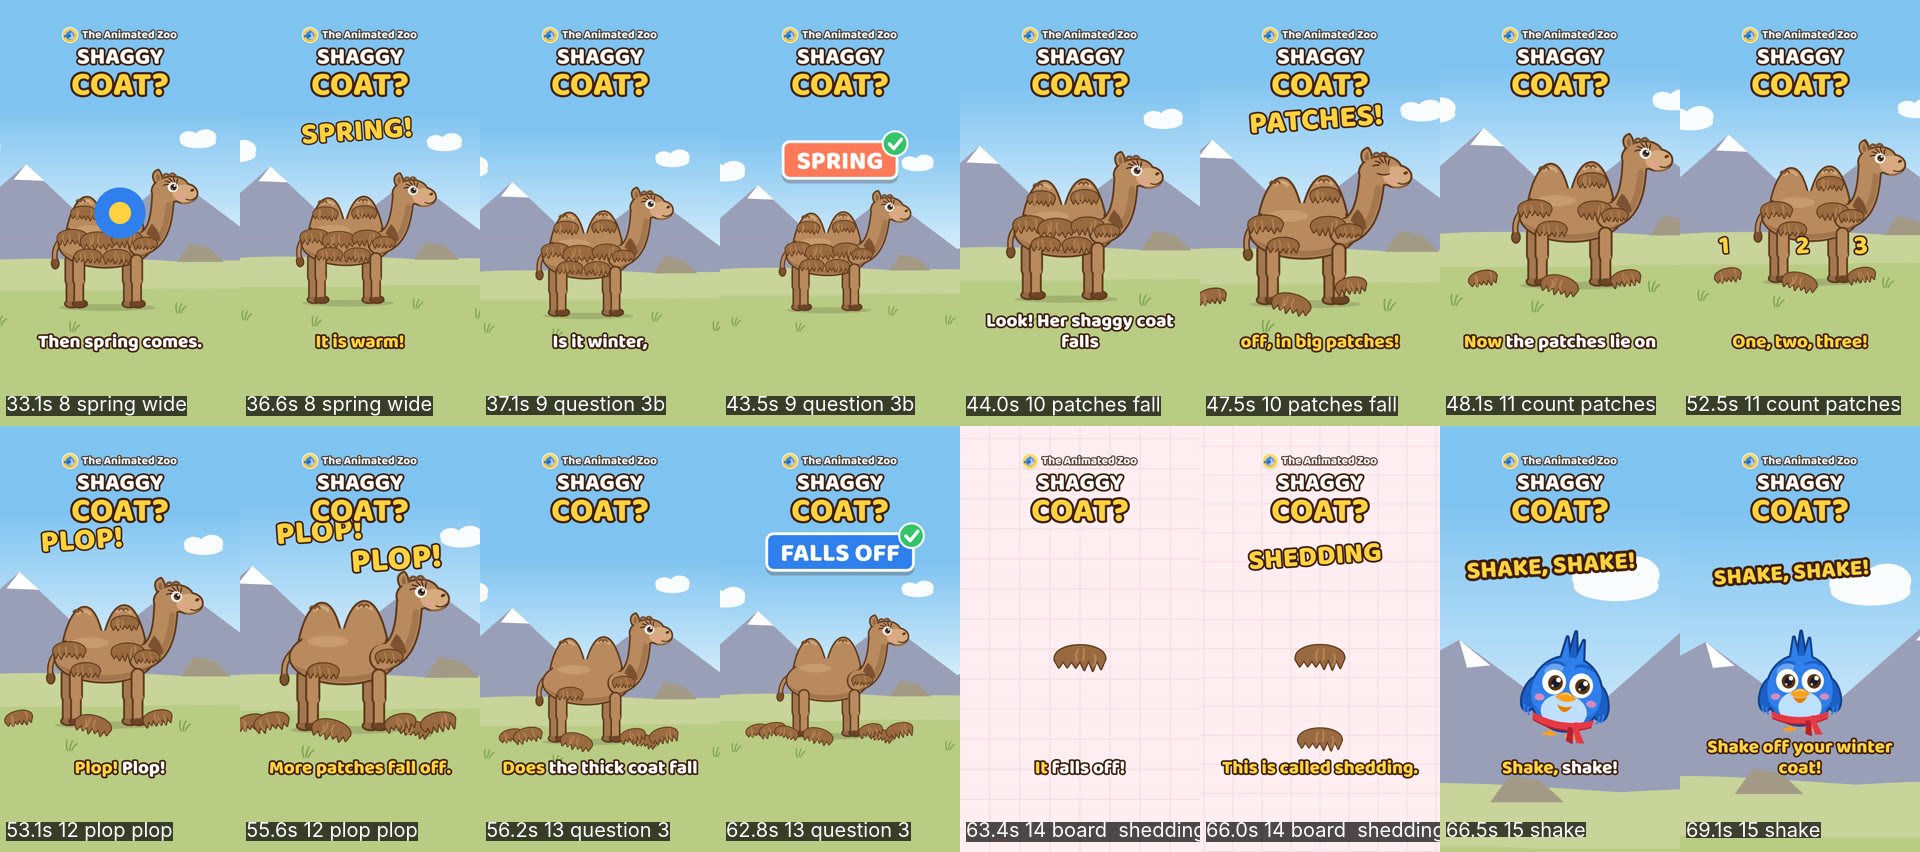 The Animated Zoo
SHAGGY
COAT?
Then spring comes.
33.1s 8 spring wide
The Animated Zoo
SHAGGY
COAT?
SPRING!
It is warm!
36.6s 8 spring wide
The Animated Zoo
SHAGGY
COAT?
Is it winter,
37.1s 9 question 3b
The Animated Zoo
SHAGGY
COAT?
SPRING
43.5s 9 question 3b
The Animated Zoo
SHAGGY
COAT?
Look! Her shaggy coat
falls
44.0s 10 patches fall
The Animated Zoo
SHAGGY
COAT?
PATCHES!
off, in big patches!
47.5s 10 patches fall
The Animated Zoo
SHAGGY
COAT?
Now the patches lie on
48.1s 11 count patches
The Animated Zoo
SHAGGY
COAT?
1 2 3
One, two, three!
52.5s 11 count patches
The Animated Zoo
SHAGGY
COAT?
PLOP!
Plop! Plop!
53.1s 12 plop plop
The Animated Zoo
SHAGGY
COAT?
PLOP!
PLOP!
More patches fall off.
55.6s 12 plop plop
The Animated Zoo
SHAGGY
COAT?
Does the thick coat fall
56.2s 13 question 3
The Animated Zoo
SHAGGY
COAT?
FALLS OFF
62.8s 13 question 3
The Animated Zoo
SHAGGY
COAT?
It falls off!
63.4s 14 board shedding
The Animated Zoo
SHAGGY
COAT?
SHEDDING
This is called shedding.
66.0s 14 board shedding
The Animated Zoo
SHAGGY
COAT?
SHAKE, SHAKE!
Shake, shake!
66.5s 15 shake
The Animated Zoo
SHAGGY
COAT?
SHAKE, SHAKE!
Shake off your winter
coat!
69.1s 15 shake